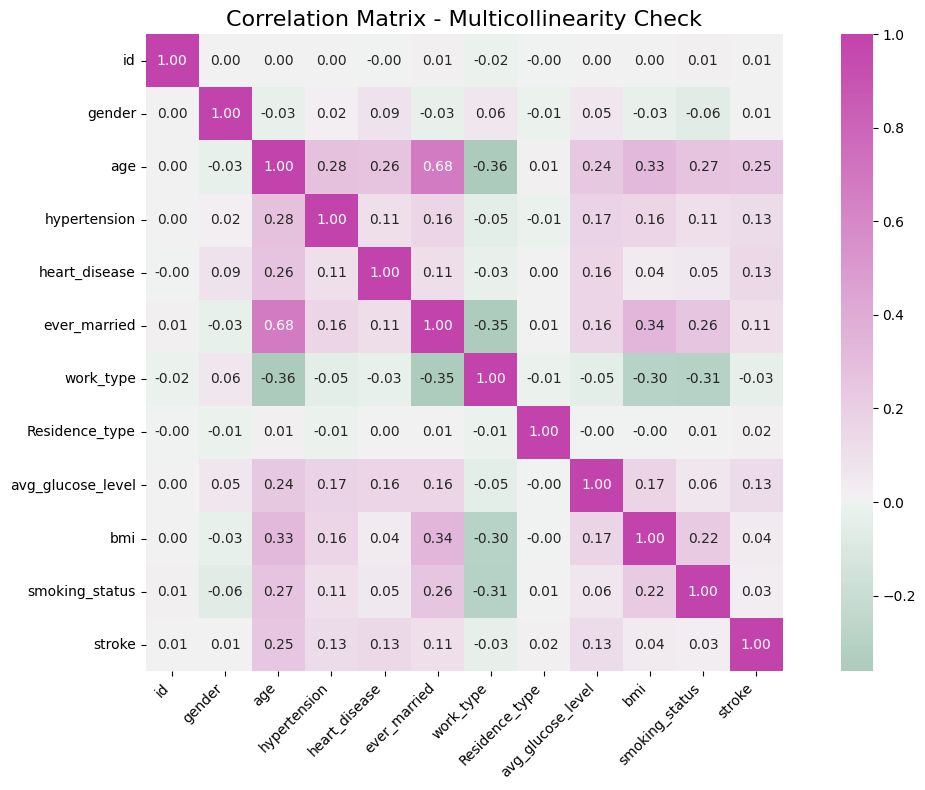 Correlation Matrix - Multicollinearity Check
id 1.00 0.00 0.00 0.00 -0.00 0.01 -0.02 -0.00 0.00 0.00 0.01 0.01
gender 0.00 1.00 -0.03 0.02 0.09 -0.03 0.06 -0.01 0.05 -0.03 -0.06 0.01
age 0.00 -0.03 1.00 0.28 0.26 0.68 -0.36 0.01 0.24 0.33 0.27 0.25
hypertension 0.00 0.02 0.28 1.00 0.11 0.16 -0.05 -0.01 0.17 0.16 0.11 0.13
heart_disease -0.00 0.09 0.26 0.11 1.00 0.11 -0.03 0.00 0.16 0.04 0.05 0.13
ever_married 0.01 -0.03 0.68 0.16 0.11 1.00 -0.35 0.01 0.16 0.34 0.26 0.11
work_type -0.02 0.06 -0.36 -0.05 -0.03 -0.35 1.00 -0.01 -0.05 -0.30 -0.31 -0.03
Residence_type -0.00 -0.01 0.01 -0.01 0.00 0.01 -0.01 1.00 -0.00 -0.00 0.01 0.02
avg_glucose_level 0.00 0.05 0.24 0.17 0.16 0.16 -0.05 -0.00 1.00 0.17 0.06 0.13
bmi 0.00 -0.03 0.33 0.16 0.04 0.34 -0.30 -0.00 0.17 1.00 0.22 0.04
smoking_status 0.01 -0.06 0.27 0.11 0.05 0.26 -0.31 0.01 0.06 0.22 1.00 0.03
stroke 0.01 0.01 0.25 0.13 0.13 0.11 -0.03 0.02 0.13 0.04 0.03 1.00
id gender age hypertension heart_disease ever_married work_type Residence_type avg_glucose_level bmi smoking_status stroke
1.0
0.8
0.6
0.4
0.2
0.0
−0.2